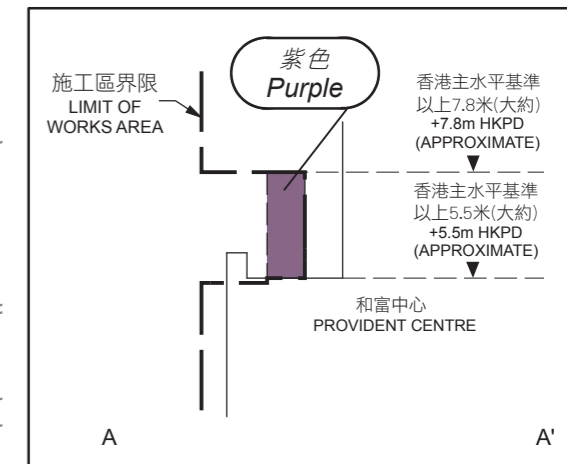 施工區界限
LIMIT OF
WORKS AREA
紫色
Purple
香港主水平基準
以上7.8米(大約)
+7.8m HKPD
(APPROXIMATE)
香港主水平基準
以上5.5米(大約)
+5.5m HKPD
(APPROXIMATE)
和富中心
PROVIDENT CENTRE
A
A'